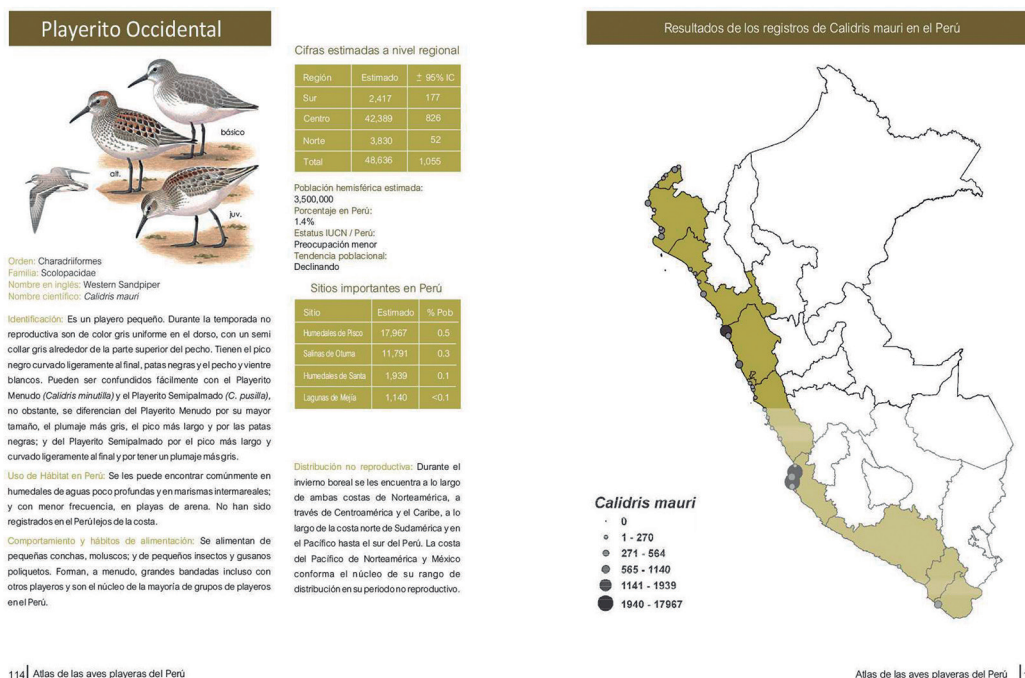 Playerito Occidental
básico
alt.
juv.
Orden: Charadriiformes
Familia: Scolopacidae
Nombre en inglés: Western Sandpiper
Nombre científico: Calidris mauri
Identificación: Es un playero pequeño. Durante la temporada no
reproductiva son de color gris uniforme en el dorso, con un semi
collar gris alrededor de la parte superior del pecho. Tienen el pico
negro curvado ligeramente al final, patas negras y el pecho y vientre
blancos. Pueden ser confundidos fácilmente con el Playerito
Menudo (Calidris minutilla) y el Playerito Semipalmado (C. pusilla),
no obstante, se diferencian del Playerito Menudo por su mayor
tamaño, el plumaje más gris, el pico más largo y por las patas
negras; y del Playerito Semipalmado por el pico más largo y
curvado ligeramente al final y por tener un plumaje más gris.
Uso de Hábitat en Perú: Se les puede encontrar comúnmente en
humedales de aguas poco profundas y en marismas intermareales;
y con menor frecuencia, en playas de arena. No han sido
registrados en el Perú lejos de la costa.
Comportamiento y hábitos de alimentación: Se alimentan de
pequeñas conchas, moluscos; y de pequeños insectos y gusanos
poliquetos. Forman, a menudo, grandes bandadas incluso con
otros playeros y son el núcleo de la mayoría de grupos de playeros
en el Perú.
114 Atlas de las aves playeras del Perú
Cifras estimadas a nivel regional
Región Estimado ± 95% IC
Sur 2,417 177
Centro 42,389 826
Norte 3,830 52
Total 48,636 1,055
Población hemisférica estimada:
3,500,000
Porcentaje en Perú:
1.4%
Estatus IUCN / Perú:
Preocupación menor
Tendencia poblacional:
Declinando
Sitios importantes en Perú
Sitio Estimado % Pob
Humedales de Pisco 17,967 0.5
Salinas de Otuma 11,791 0.3
Humedales de Santa 1,939 0.1
Lagunas de Mejía 1,140 <0.1
Distribución no reproductiva: Durante el
invierno boreal se les encuentra a lo largo
de ambas costas de Norteamérica, a
través de Centroamérica y el Caribe, a lo
largo de la costa norte de Sudamérica y en
el Pacífico hasta el sur del Perú. La costa
del Pacífico de Norteamérica y México
conforma el núcleo de su rango de
distribución en su periodo no reproductivo.
Resultados de los registros de Calidris mauri en el Perú
Calidris mauri
0
1 - 270
271 - 564
565 - 1140
1141 - 1939
1940 - 17967
Atlas de las aves playeras del Perú